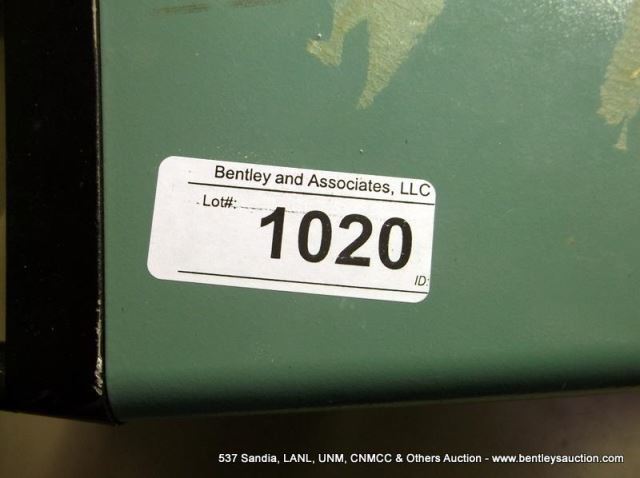 Bentley and Associates, LLC
Lot#:
1020
ID:
537 Sandia, LANL, UNM, CNMCC & Others Auction - www.bentleysauction.com